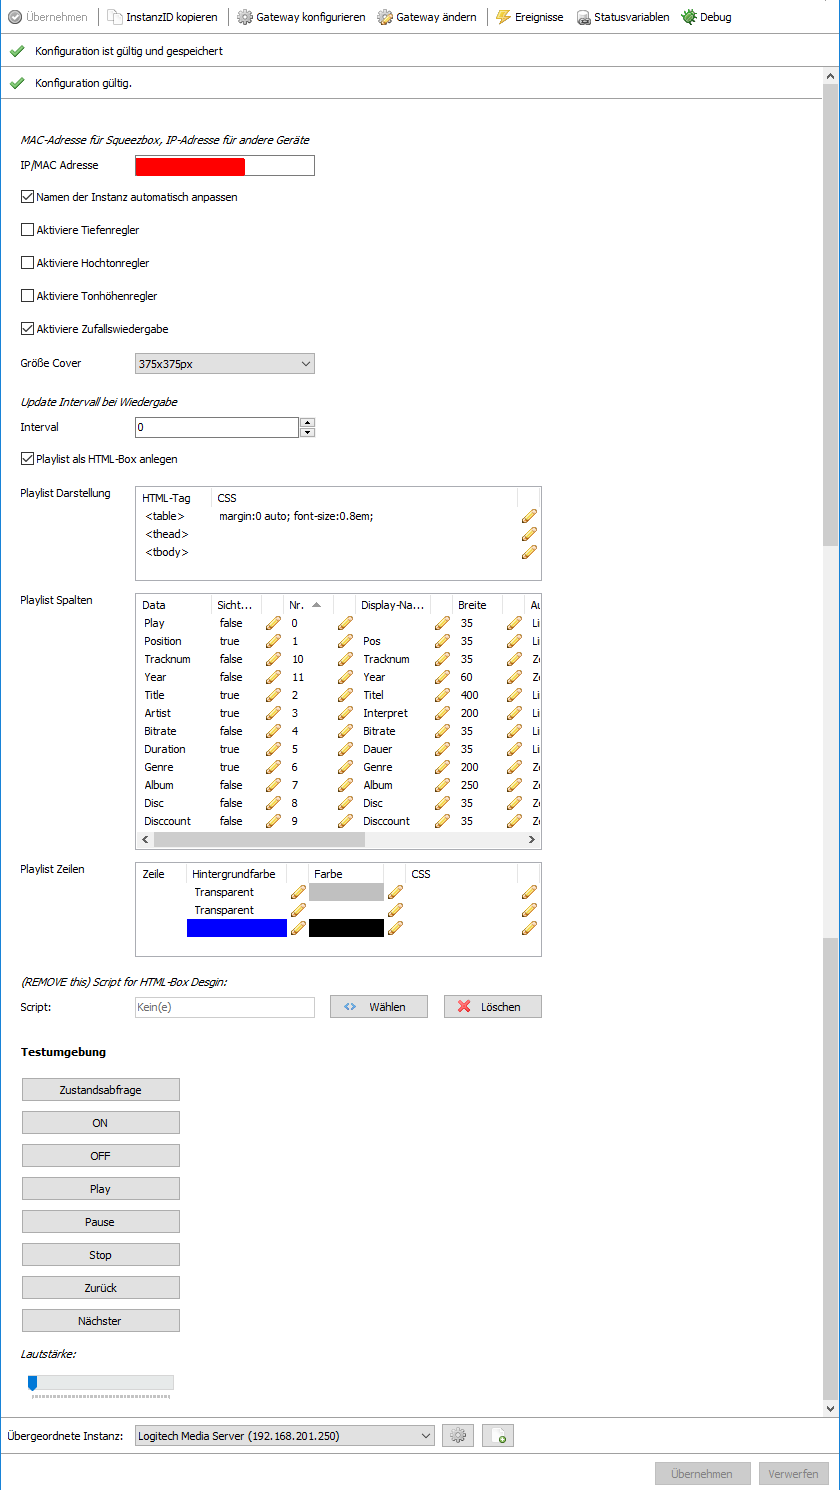 Übernehmen InstanzID kopieren Gateway konfigurieren Gateway ändern Ereignisse Statusvariablen Debug
Konfiguration ist gültig und gespeichert
Konfiguration gültig.
MAC-Adresse für Squeezbox, IP-Adresse für andere Geräte
IP/MAC Adresse
Namen der Instanz automatisch anpassen
Aktiviere Tiefenregler
Aktiviere Hochtonregler
Aktiviere Tonhöhenregler
Aktiviere Zufallswiedergabe
Größe Cover 375x375px
Update Intervall bei Wiedergabe
Interval 0
Playlist als HTML-Box anlegen
Playlist Darstellung
HTML-Tag CSS
<table> margin:0 auto; font-size:0.8em;
<thead>
<tbody>
Playlist Spalten
Data Sicht... Nr. Display-Na... Breite Au
Play false 0 35 Li
Position true 1 Pos 35 Li
Tracknum false 10 Tracknum 35 Ze
Year false 11 Year 60 Ze
Title true 2 Titel 400 Li
Artist true 3 Interpret 200 Li
Bitrate false 4 Bitrate 35 Li
Duration true 5 Dauer 35 Li
Genre true 6 Genre 200 Ze
Album false 7 Album 250 Ze
Disc false 8 Disc 35 Ze
Disccount false 9 Disccount 35 Ze
Playlist Zeilen
Zeile Hintergrundfarbe Farbe CSS
Transparent
Transparent
(REMOVE this) Script for HTML-Box Desgin:
Script: Kein(e) Wählen Löschen
Testumgebung
Zustandsabfrage
ON
OFF
Play
Pause
Stop
Zurück
Nächster
Lautstärke:
Übergeordnete Instanz: Logitech Media Server (192.168.201.250)
Übernehmen Verwerfen